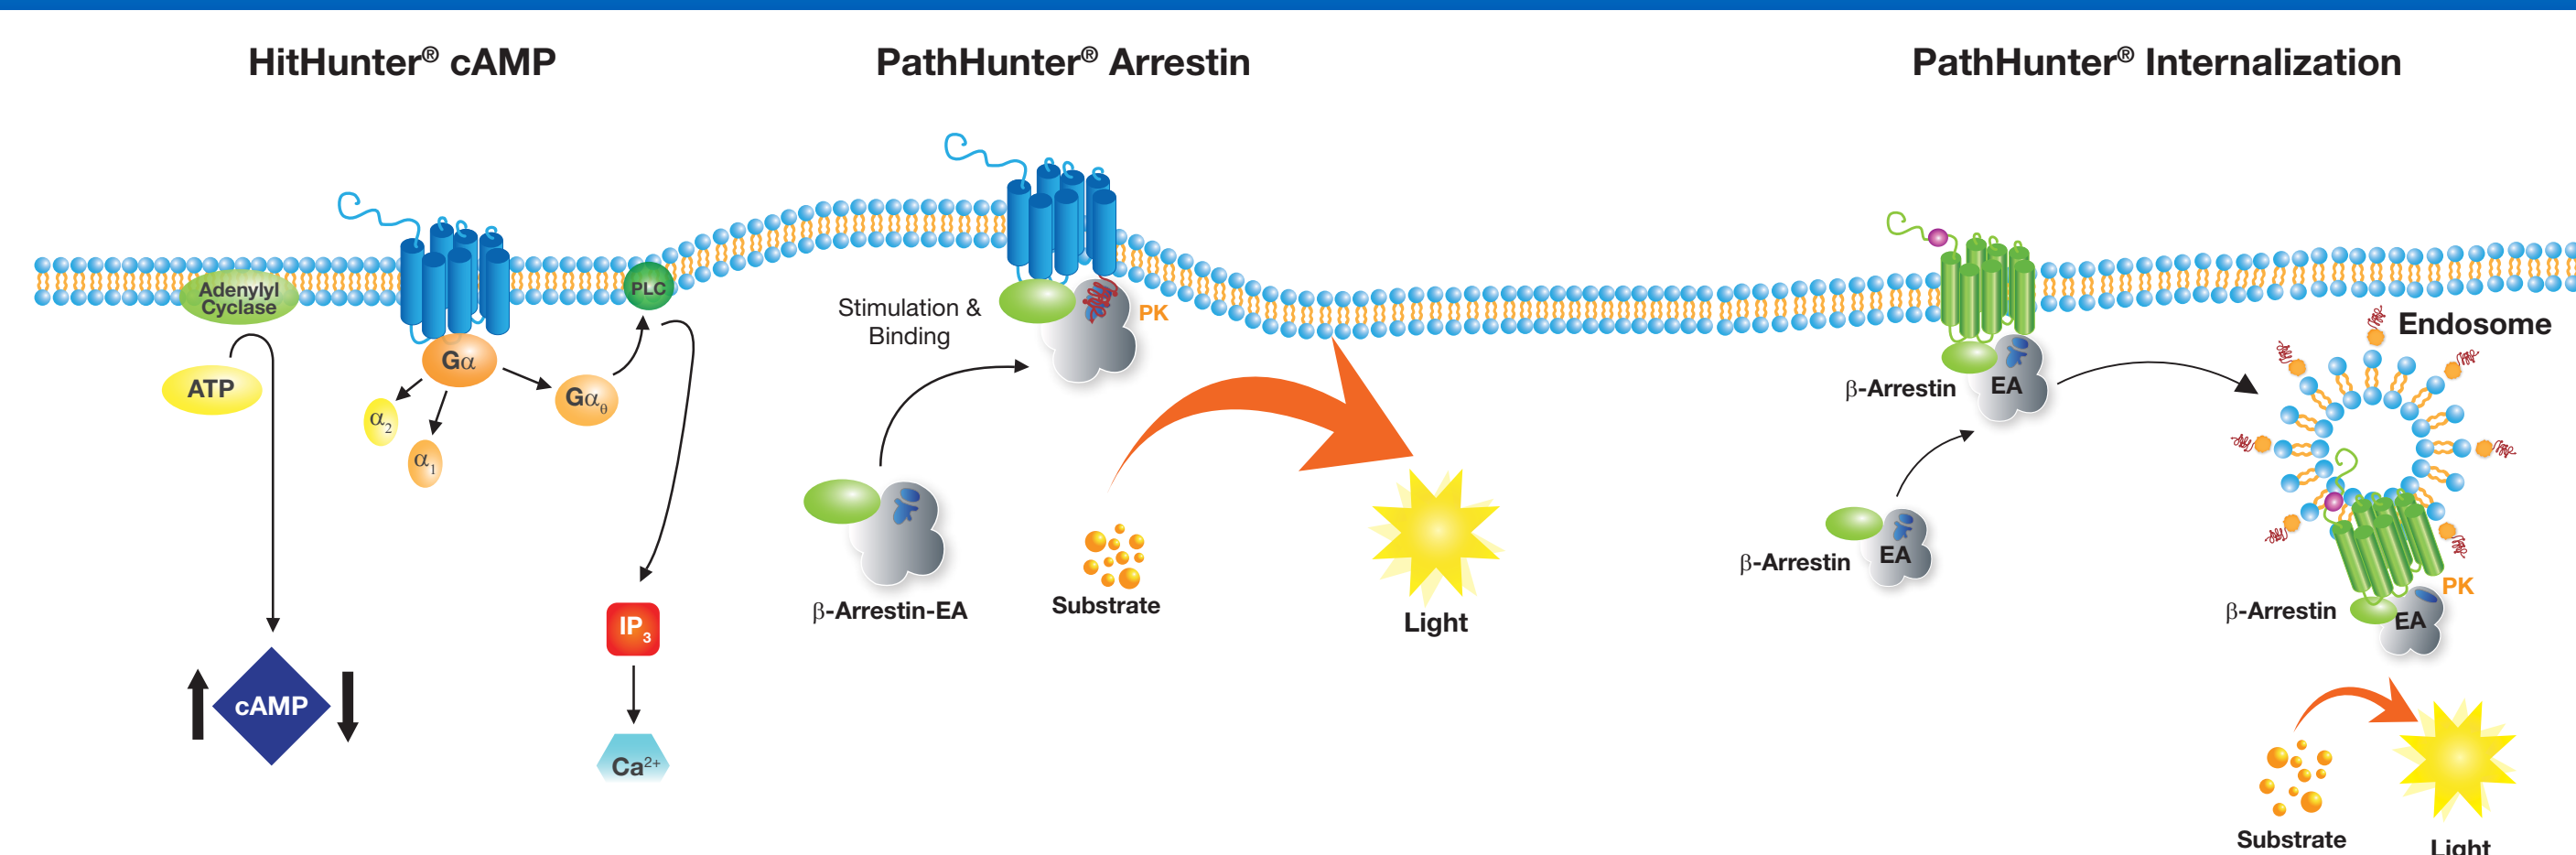 HitHunter® cAMP
PathHunter® Arrestin
PathHunter® Internalization
Adenylyl
Cyclase
PLC
Gα
ATP
α2
α1
Gαθ
IP3
cAMP
Ca2+
Stimulation &
Binding
PK
β-Arrestin-EA
Substrate
Light
β-Arrestin
EA
β-Arrestin
EA
Endosome
PK
β-Arrestin
EA
Substrate
Light